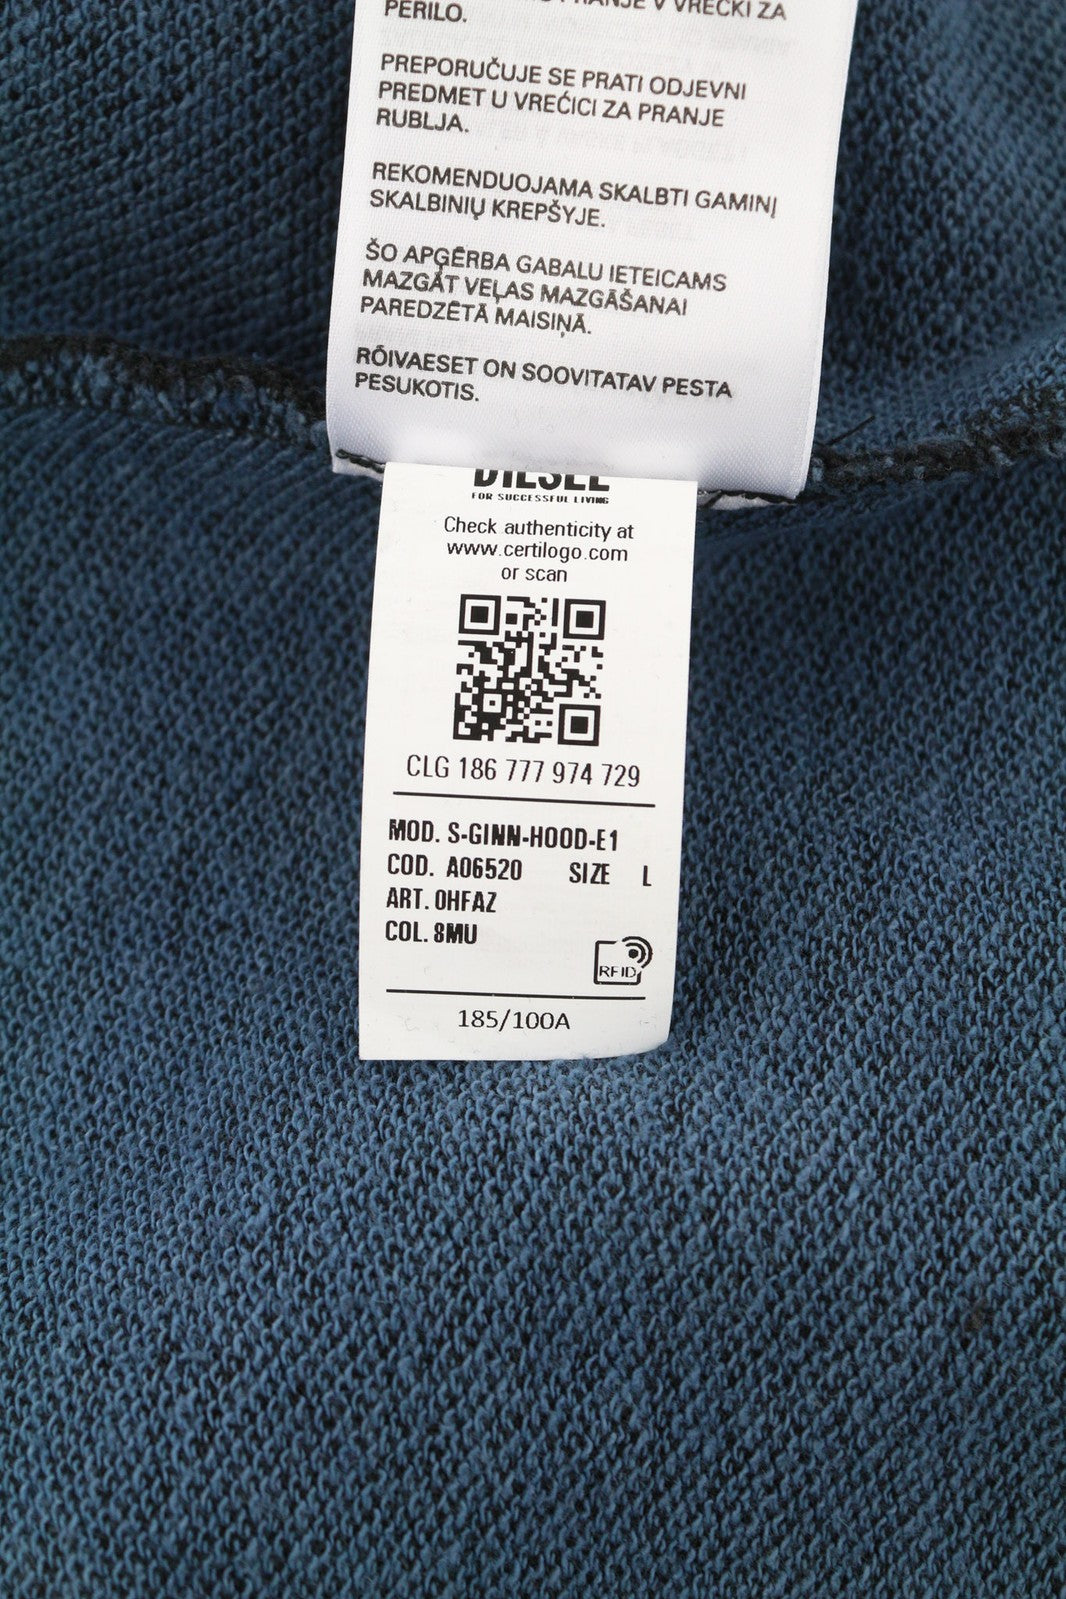 PRANJE V VREČKI ZA
PERILO.
PREPORUČUJE SE PRATI ODJEVNI
PREDMET U VREĆICI ZA PRANJE
RUBLJA.
REKOMENDUOJAMA SKALBTI GAMINĮ
SKALBINIŲ KREPŠYJE.
ŠO APĢĒRBA GABALU IETEICAMS
MAZGĀT VEĻAS MAZGĀŠANAI
PAREDZĒTĀ MAISIŅĀ.
RÕIVAESET ON SOOVITATAV PESTA
PESUKOTIS.
DIESEL
FOR SUCCESSFUL LIVING
Check authenticity at
www.certilogo.com
or scan
CLG 186 777 974 729
MOD. S-GINN-HOOD-E1
COD. A06520 SIZE L
ART. 0HFAZ
COL. 8MU
RFID
185/100A